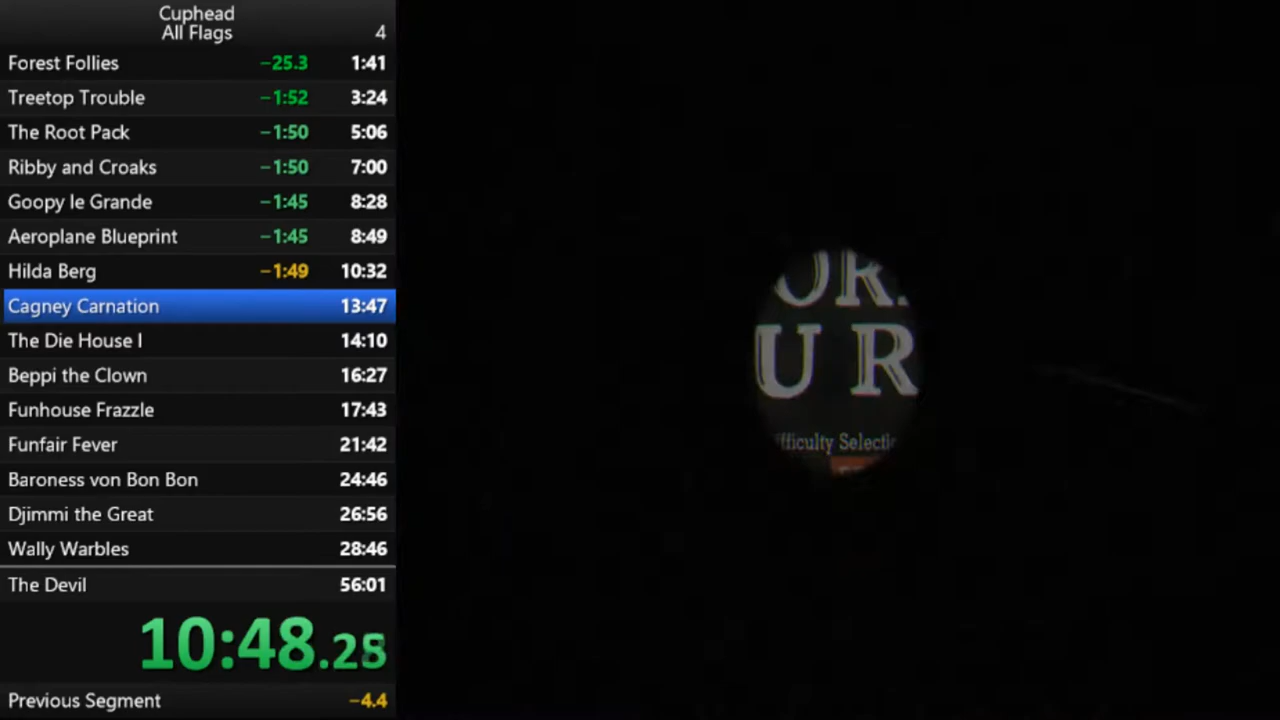 Cuphead
All Flags 4
Forest Follies −25.3 1:41
Treetop Trouble −1:52 3:24
The Root Pack −1:50 5:06
Ribby and Croaks −1:50 7:00
Goopy le Grande −1:45 8:28
Aeroplane Blueprint −1:45 8:49
Hilda Berg −1:49 10:32
Cagney Carnation 13:47
The Die House I 14:10
Beppi the Clown 16:27
Funhouse Frazzle 17:43
Funfair Fever 21:42
Baroness von Bon Bon 24:46
Djimmi the Great 26:56
Wally Warbles 28:46
The Devil 56:01
10:48.28
Previous Segment −4.4
OR.
U R
fficulty Selectio